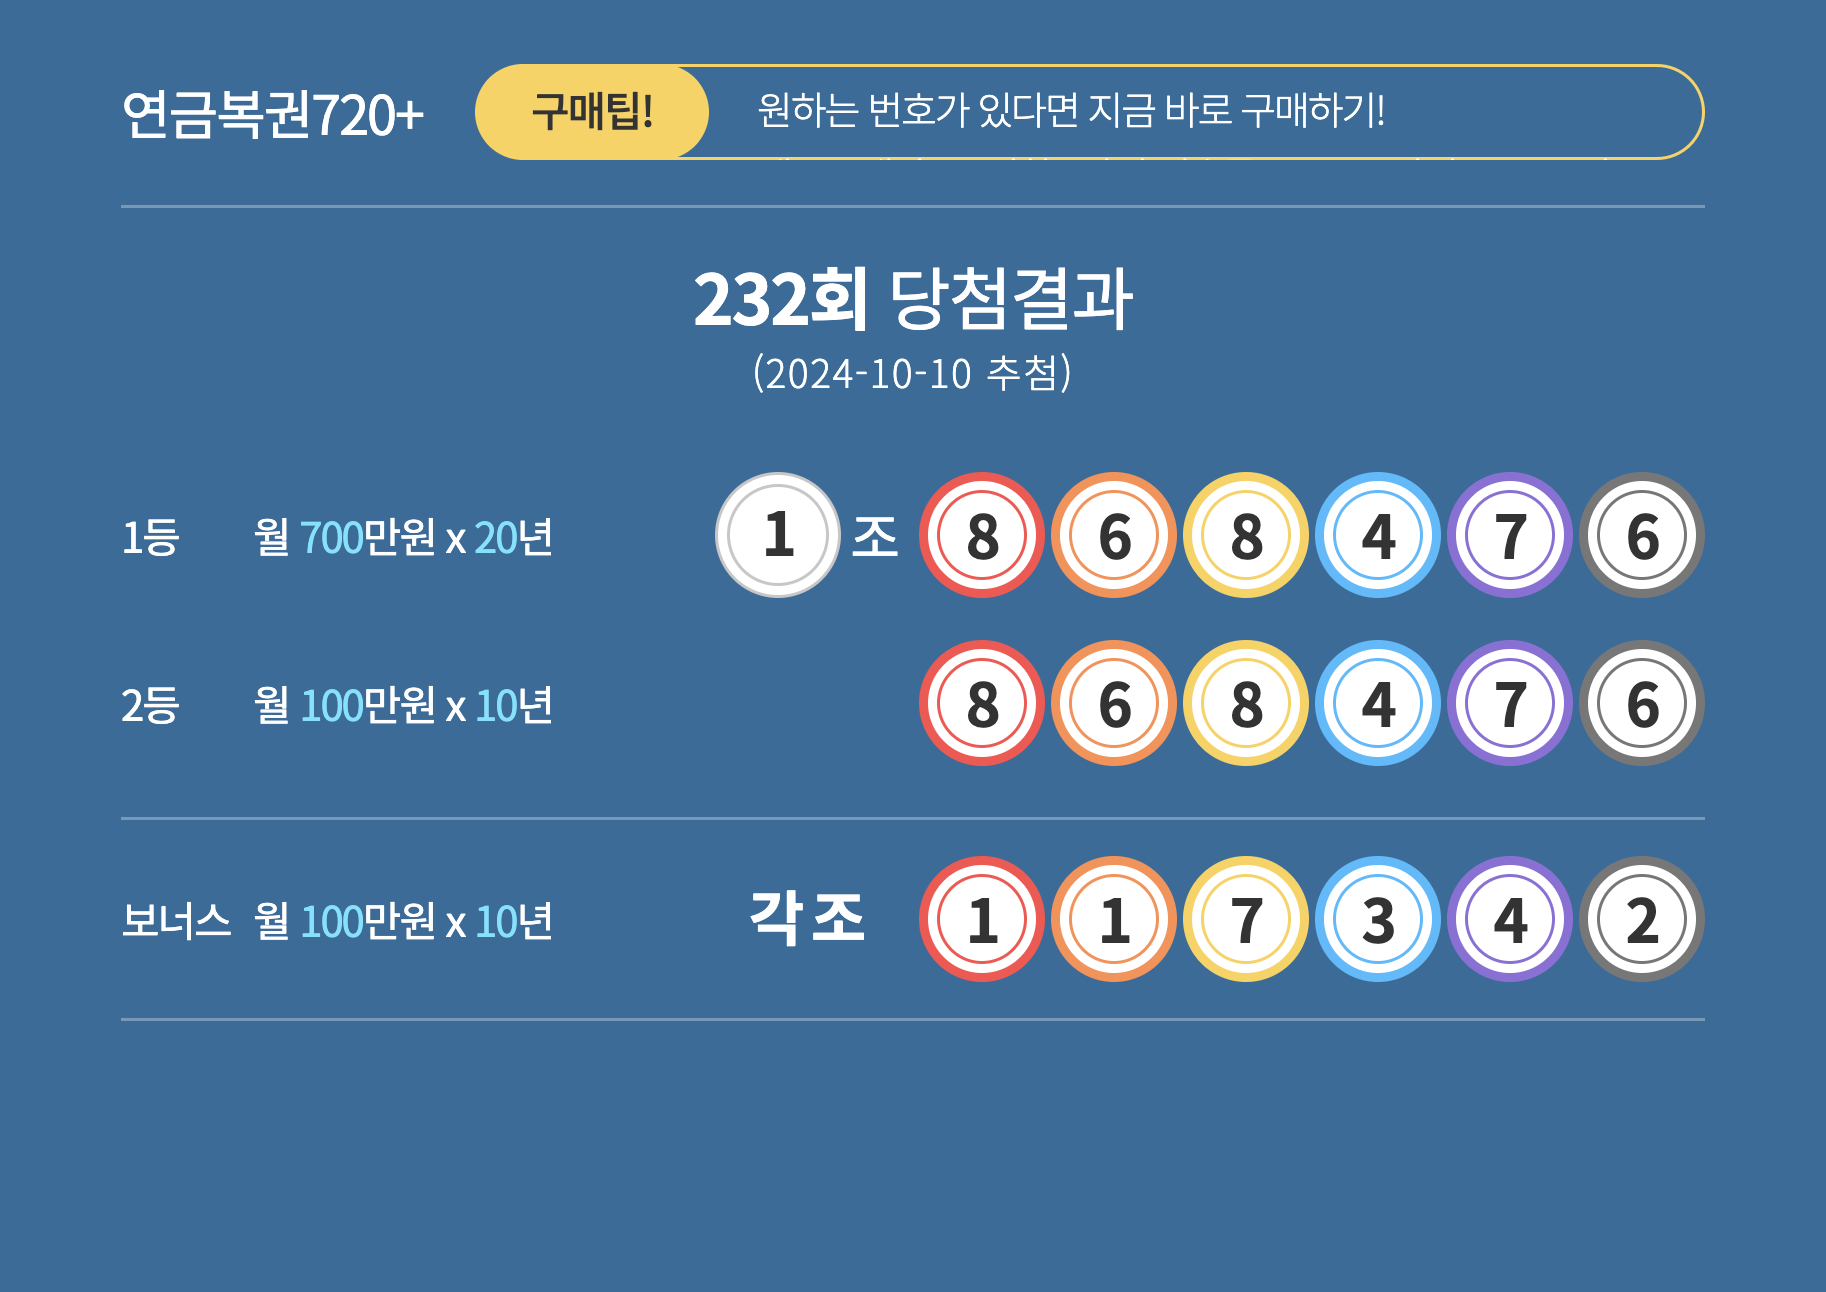 연금복권720+ 구매팁! 원하는 번호가 있다면 지금 바로 구매하기!
232회 당첨결과
(2024-10-10 추첨)
1등 월 700만원 x 20년 1 조 8 6 8 4 7 6
2등 월 100만원 x 10년 8 6 8 4 7 6
보너스 월 100만원 x 10년 각조 1 1 7 3 4 2